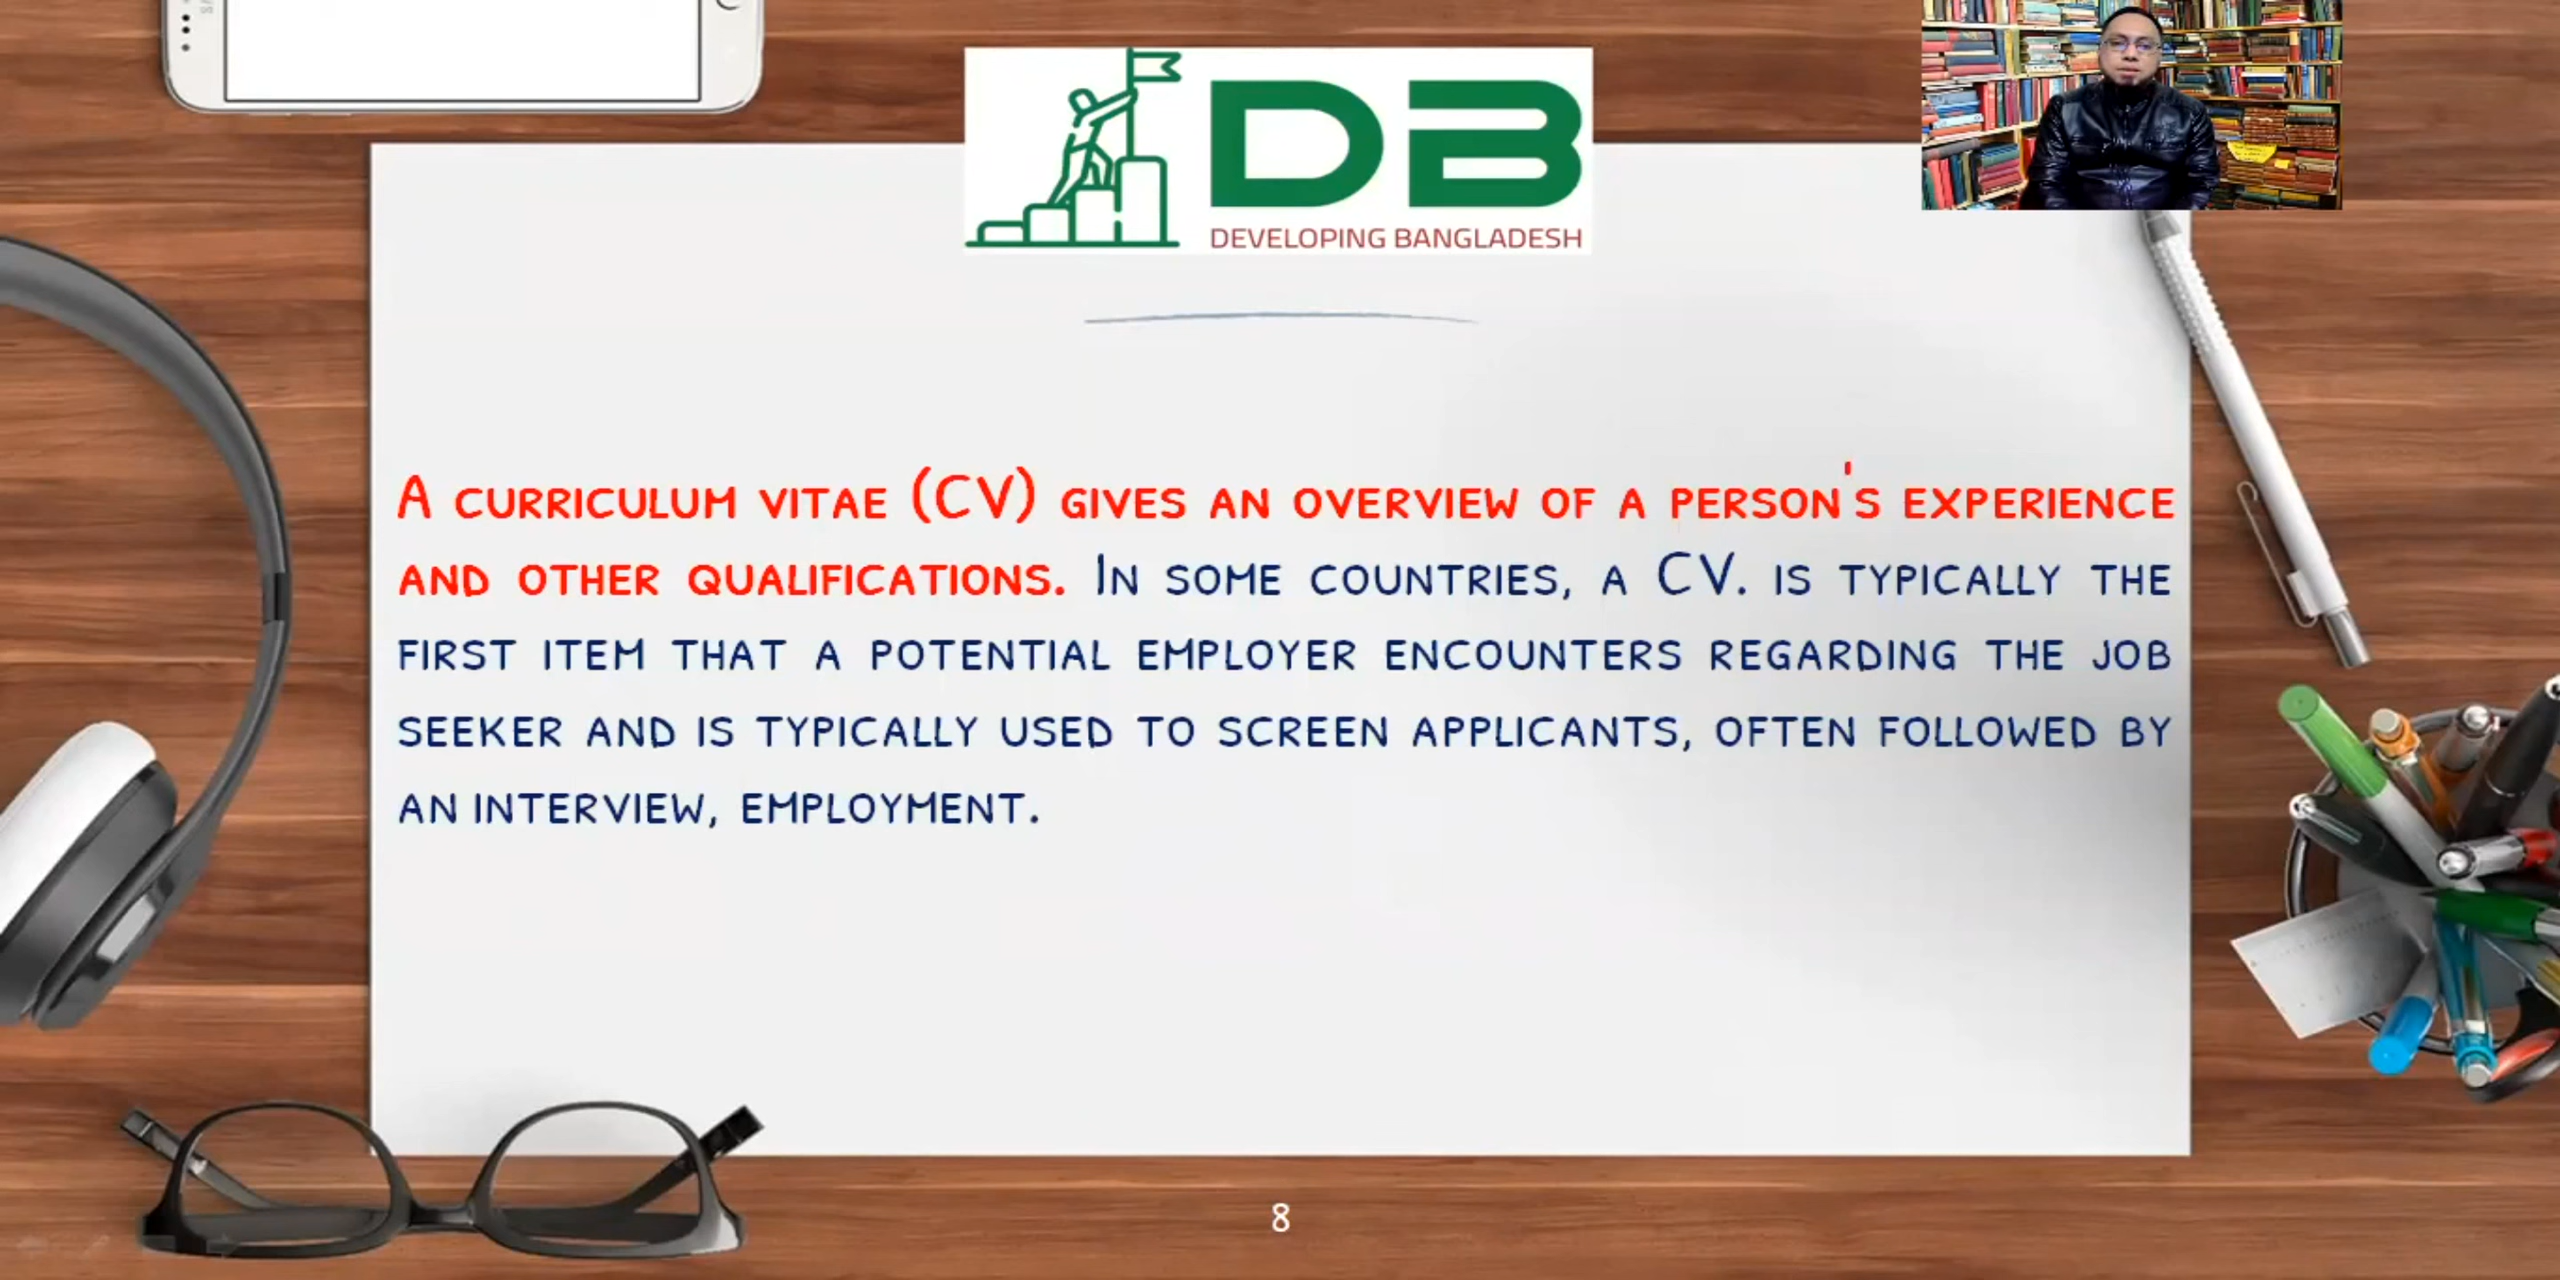 DB
DEVELOPING BANGLADESH
A CURRICULUM VITAE (CV) GIVES AN OVERVIEW OF A PERSON'S EXPERIENCE
AND OTHER QUALIFICATIONS. IN SOME COUNTRIES, A CV. IS TYPICALLY THE
FIRST ITEM THAT A POTENTIAL EMPLOYER ENCOUNTERS REGARDING THE JOB
SEEKER AND IS TYPICALLY USED TO SCREEN APPLICANTS, OFTEN FOLLOWED BY
AN INTERVIEW, EMPLOYMENT.
8